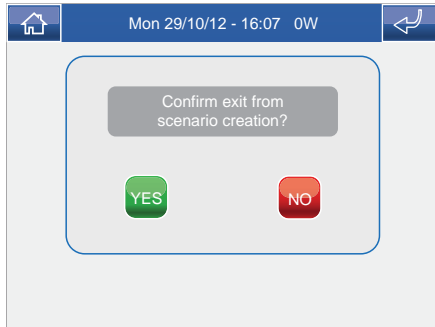 Mon 29/10/12 - 16:07 0W
Confirm exit from
scenario creation?
YES NO